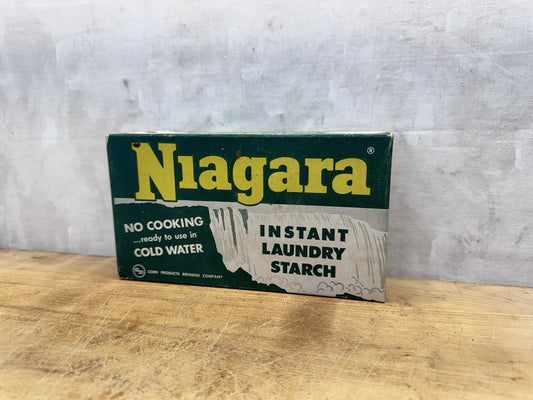 Niagara®
NO COOKING
...ready to use in
COLD WATER
INSTANT
LAUNDRY
STARCH
CORN PRODUCTS REFINING COMPANY